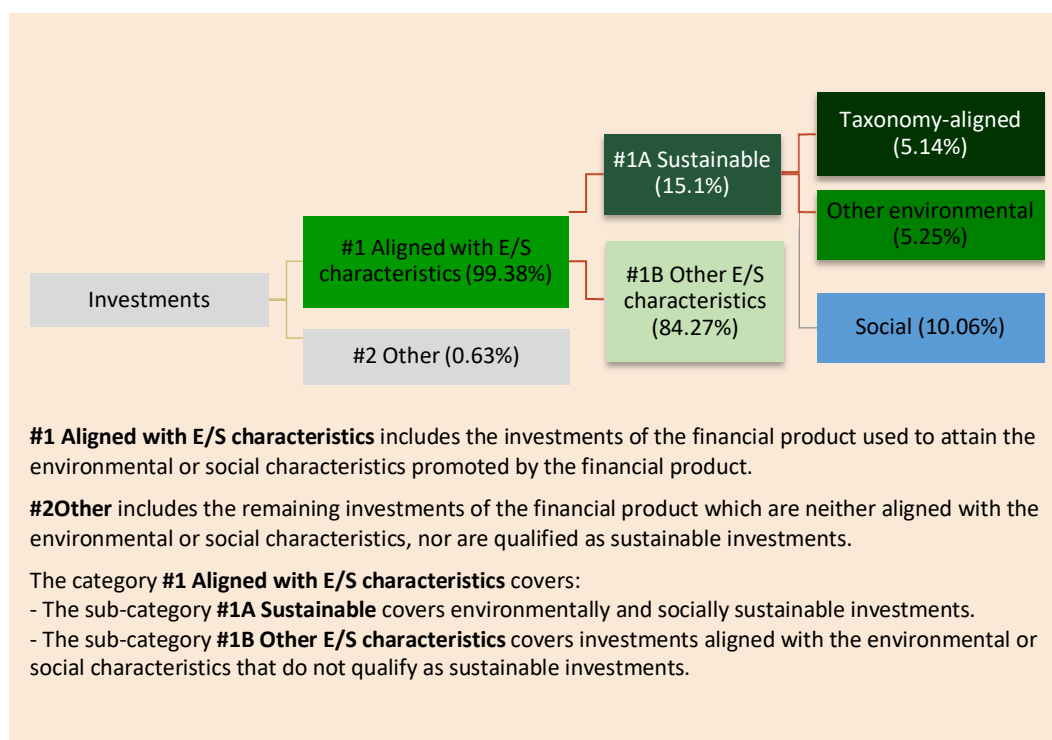 Investments
#1 Aligned with E/S
characteristics (99.38%)
#2 Other (0.63%)
#1A Sustainable
(15.1%)
#1B Other E/S
characteristics
(84.27%)
Taxonomy-aligned
(5.14%)
Other environmental
(5.25%)
Social (10.06%)
#1 Aligned with E/S characteristics includes the investments of the financial product used to attain the
environmental or social characteristics promoted by the financial product.
#2Other includes the remaining investments of the financial product which are neither aligned with the
environmental or social characteristics, nor are qualified as sustainable investments.
The category #1 Aligned with E/S characteristics covers:
- The sub-category #1A Sustainable covers environmentally and socially sustainable investments.
- The sub-category #1B Other E/S characteristics covers investments aligned with the environmental or
social characteristics that do not qualify as sustainable investments.